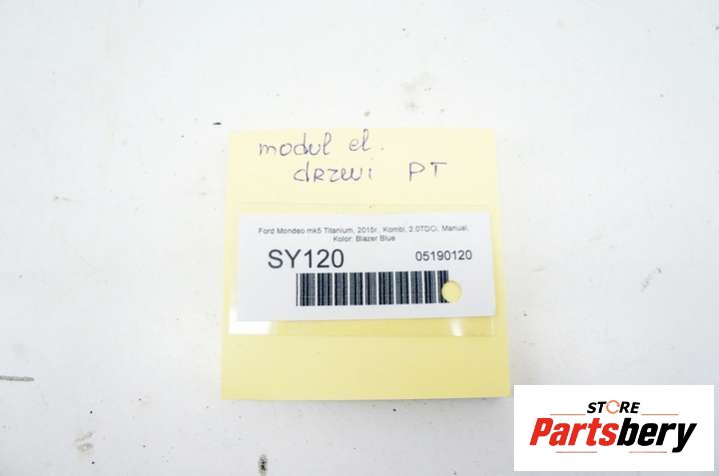 moduł el.
drzwi PT
Ford Mondeo mk5 Titanium, 2015r., Kombi, 2.0TDCi, Manual,
Kolor: Blazer Blue
SY120 05190120
STORE
Partsbery